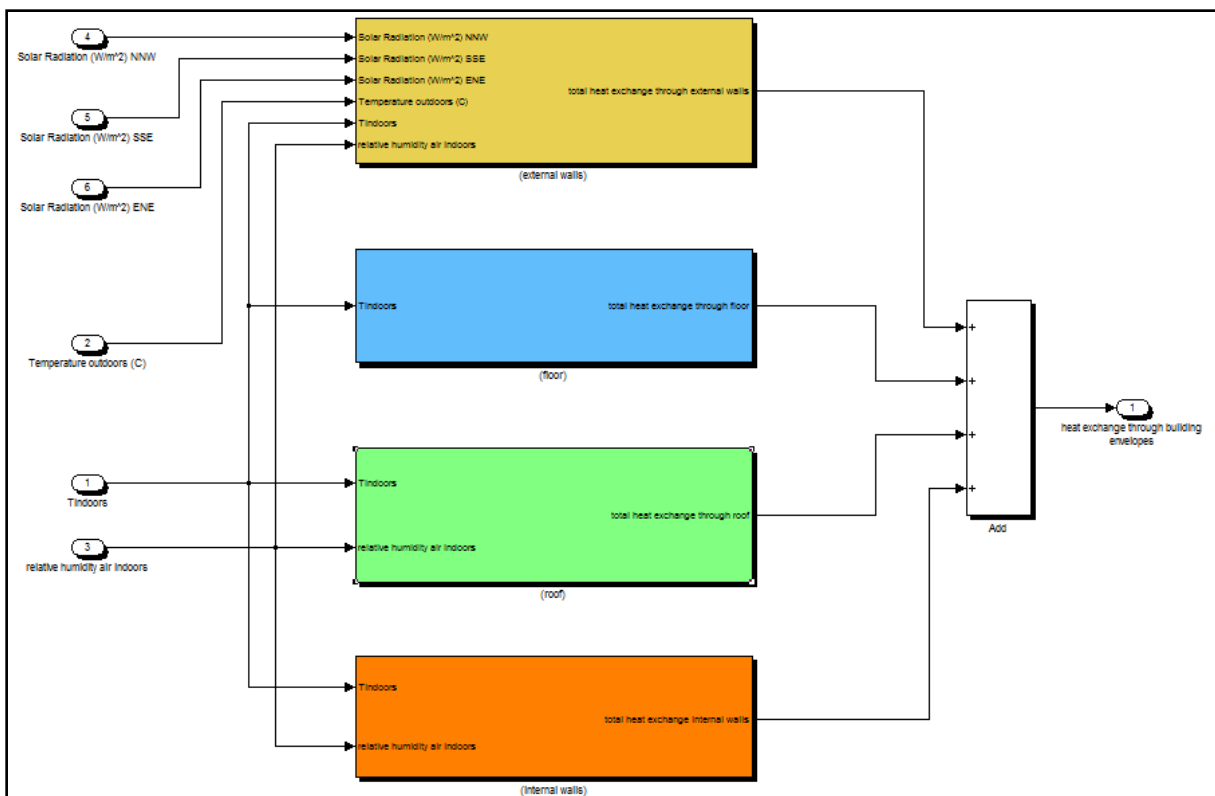 4
Solar Radiation (W/m^2) NNW
5
Solar Radiation (W/m^2) SSE
6
Solar Radiation (W/m^2) ENE
2
Temperature outdoors (C)
1
Tindoors
3
relative humidity air indoors
Solar Radiation (W/m^2) NNW
Solar Radiation (W/m^2) SSE
Solar Radiation (W/m^2) ENE
Temperature outdoors (C)
Tindoors
relative humidity air indoors
total heat exchange through external walls
(external walls)
Tindoors
total heat exchange through floor
(floor)
Tindoors
relative humidity air indoors
total heat exchange through roof
(roof)
Tindoors
relative humidity air indoors
total heat exchange internal walls
(internal walls)
+
+
+
+
Add
1
heat exchange through building
envelopes